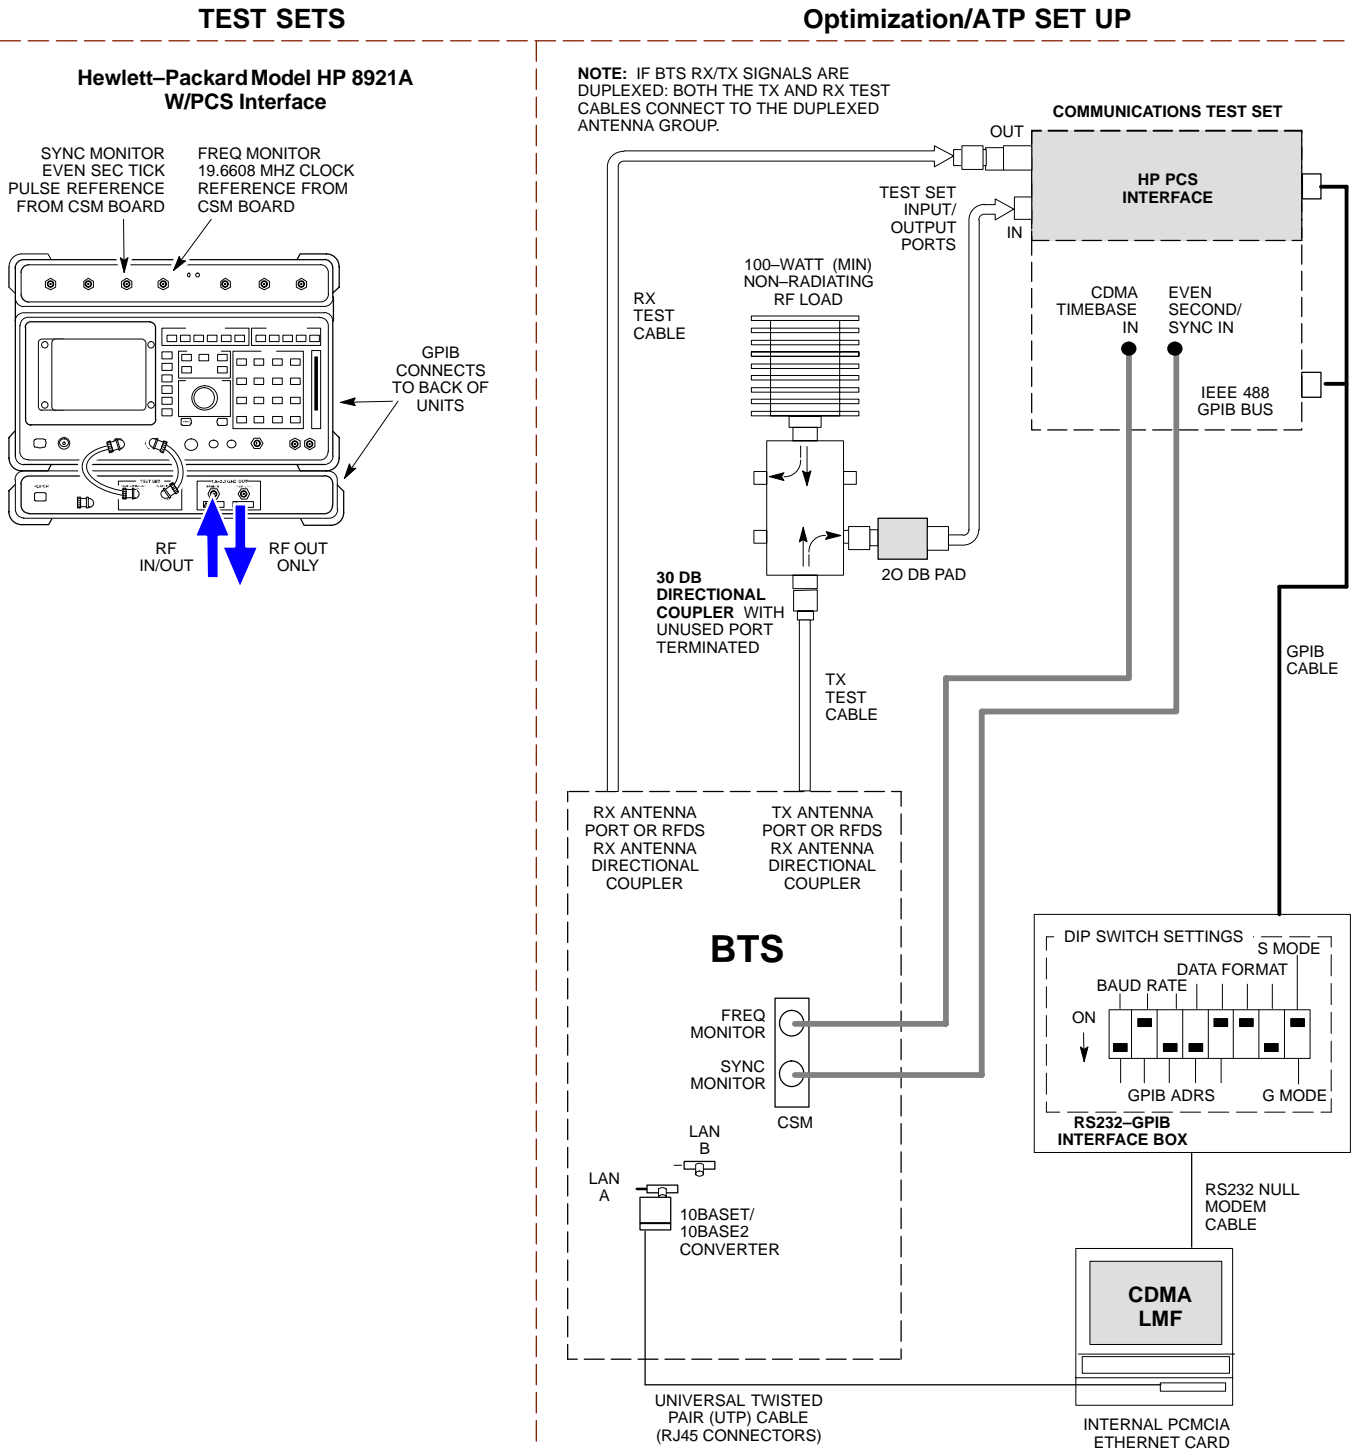 TEST SETS
Optimization/ATP SET UP
Hewlett–Packard Model HP 8921A
W/PCS Interface
SYNC MONITOR
EVEN SEC TICK
PULSE REFERENCE
FROM CSM BOARD
FREQ MONITOR
19.6608 MHZ CLOCK
REFERENCE FROM
CSM BOARD
GPIB
CONNECTS
TO BACK OF
UNITS
TEST SET
RF
IN/OUT
RF OUT
ONLY
NOTE: IF BTS RX/TX SIGNALS ARE
DUPLEXED: BOTH THE TX AND RX TEST
CABLES CONNECT TO THE DUPLEXED
ANTENNA GROUP.
COMMUNICATIONS TEST SET
OUT
HP PCS
INTERFACE
TEST SET
INPUT/
OUTPUT
PORTS
IN
RX
TEST
CABLE
100–WATT (MIN)
NON–RADIATING
RF LOAD
CDMA
TIMEBASE
IN
EVEN
SECOND/
SYNC IN
IEEE 488
GPIB BUS
2O DB PAD
30 DB
DIRECTIONAL
COUPLER WITH
UNUSED PORT
TERMINATED
TX
TEST
CABLE
GPIB
CABLE
RX ANTENNA
PORT OR RFDS
RX ANTENNA
DIRECTIONAL
COUPLER
TX ANTENNA
PORT OR RFDS
RX ANTENNA
DIRECTIONAL
COUPLER
BTS
FREQ
MONITOR
SYNC
MONITOR
CSM
LAN
B
LAN
A
10BASET/
10BASE2
CONVERTER
DIP SWITCH SETTINGS
S MODE
DATA FORMAT
BAUD RATE
ON
GPIB ADRS
G MODE
RS232–GPIB
INTERFACE BOX
RS232 NULL
MODEM
CABLE
CDMA
LMF
UNIVERSAL TWISTED
PAIR (UTP) CABLE
(RJ45 CONNECTORS)
INTERNAL PCMCIA
ETHERNET CARD